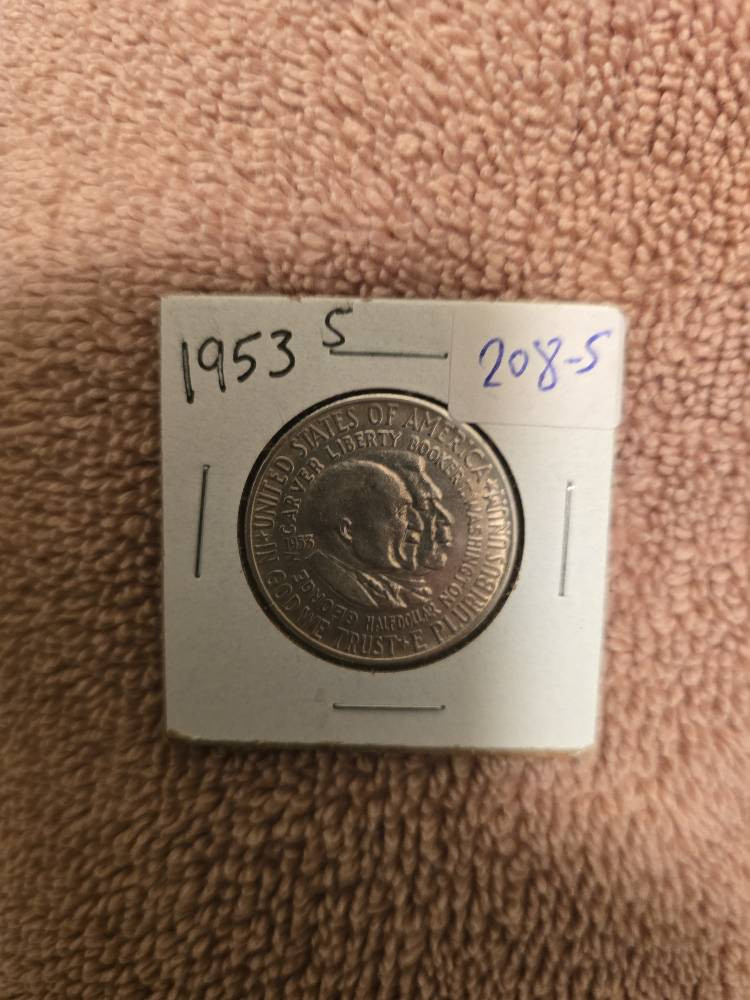 1953 S
208-5
UNITED STATES OF AMERICA
E PLURIBUS UNUM
IN GOD WE TRUST
GEORGE W. CARVER LIBERTY BOOKER T. WASHINGTON
1953
HALF DOLLAR